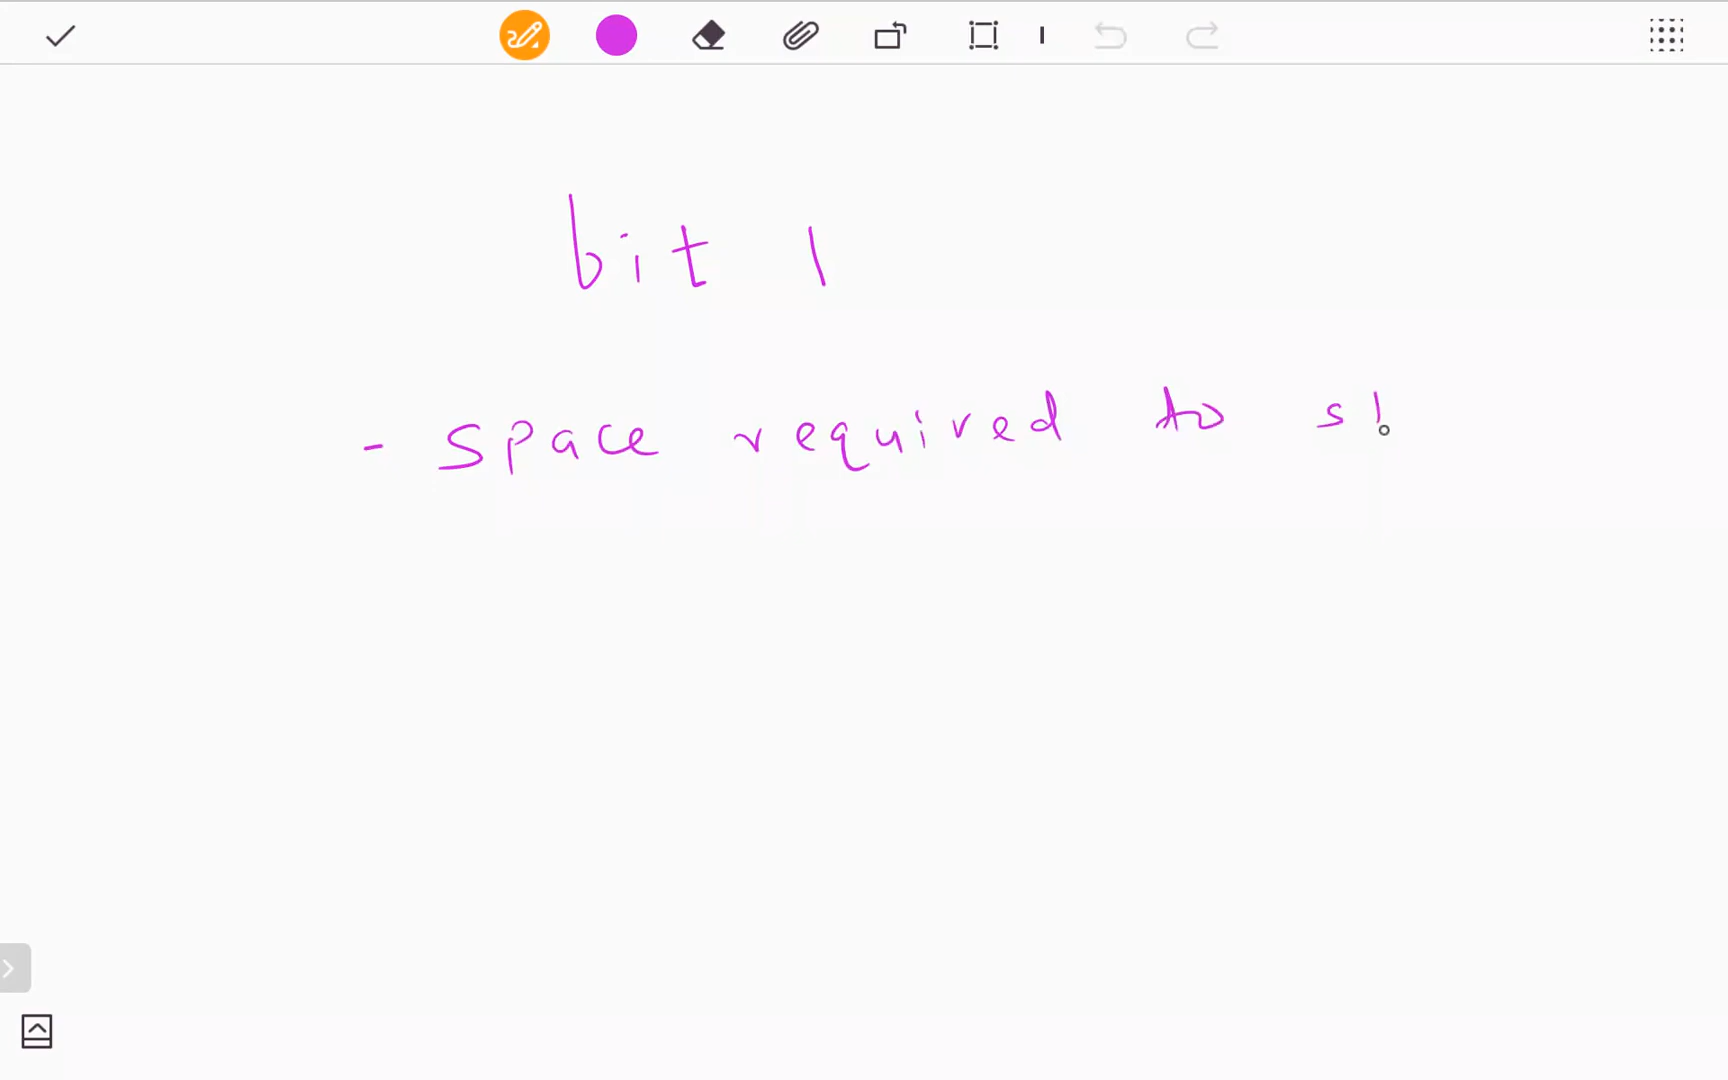 bit 1
- space required to s